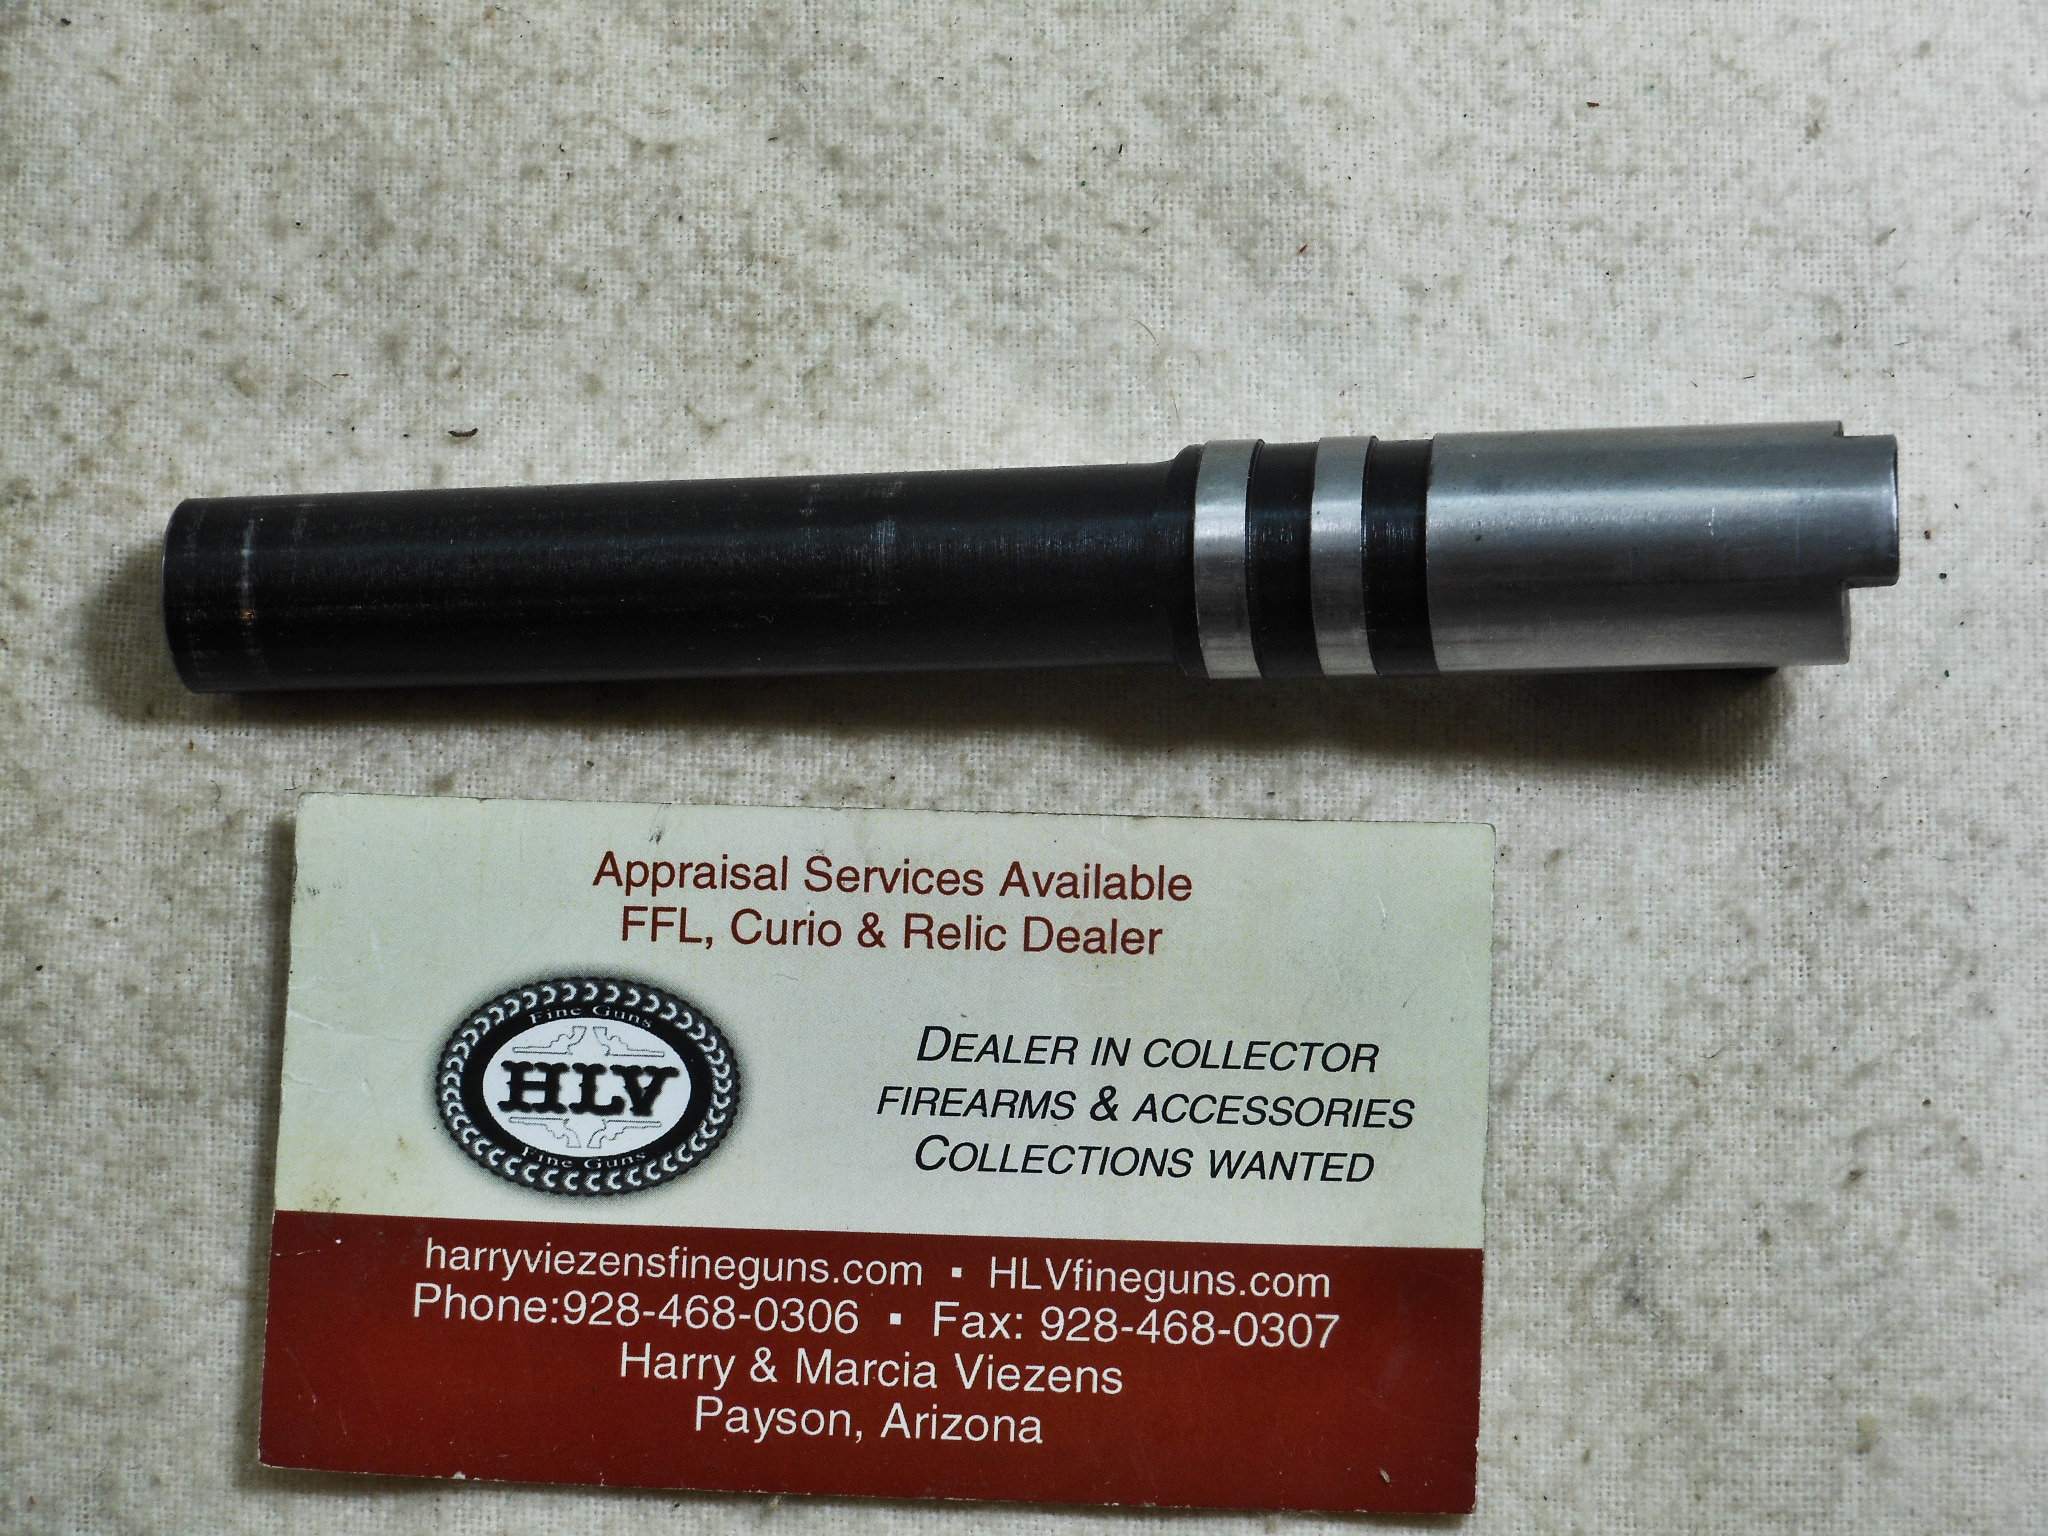 Appraisal Services Available
FFL, Curio & Relic Dealer
Fine Guns
HLV
Fine Guns
DEALER IN COLLECTOR
FIREARMS & ACCESSORIES
COLLECTIONS WANTED
harryviezensfineguns.com ▪ HLVfineguns.com
Phone:928-468-0306 ▪ Fax: 928-468-0307
Harry & Marcia Viezens
Payson, Arizona